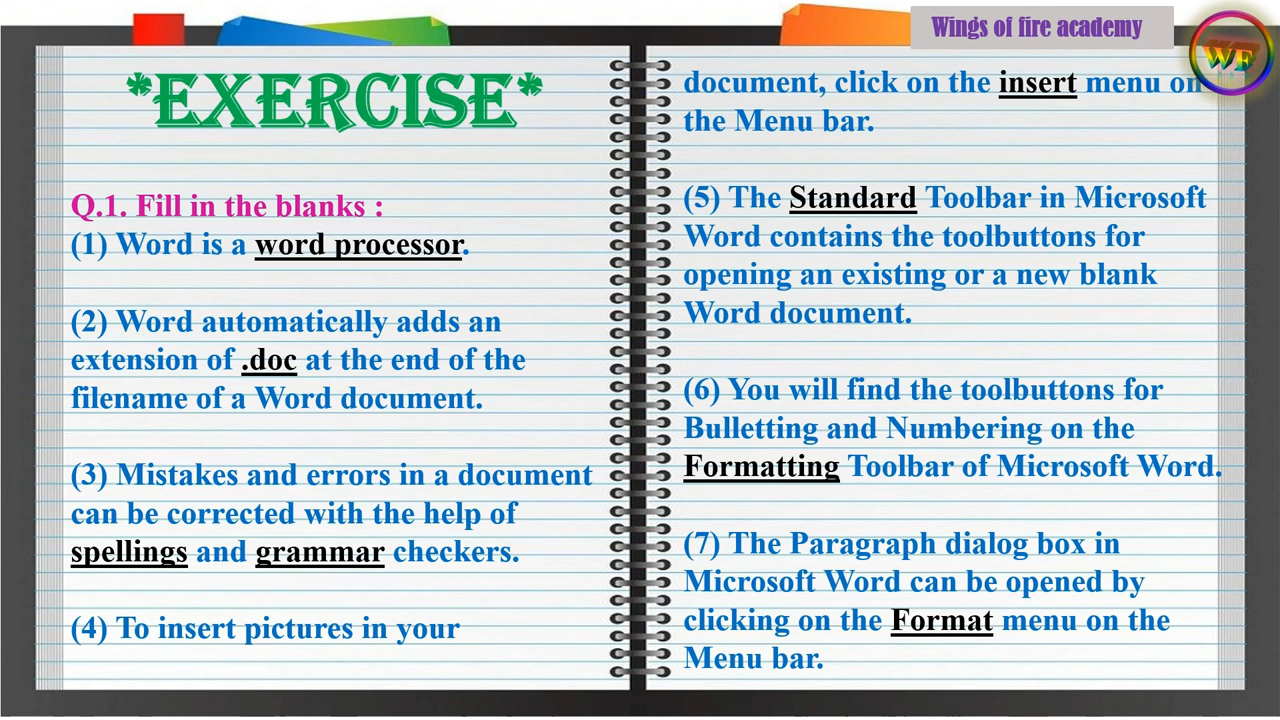 Wings of fire academy
WF
*EXERCISE*
Q.1. Fill in the blanks :
(1) Word is a word processor.
(2) Word automatically adds an
extension of .doc at the end of the
filename of a Word document.
(3) Mistakes and errors in a document
can be corrected with the help of
spellings and grammar checkers.
(4) To insert pictures in your
document, click on the insert menu on
the Menu bar.
(5) The Standard Toolbar in Microsoft
Word contains the toolbuttons for
opening an existing or a new blank
Word document.
(6) You will find the toolbuttons for
Bulletting and Numbering on the
Formatting Toolbar of Microsoft Word.
(7) The Paragraph dialog box in
Microsoft Word can be opened by
clicking on the Format menu on the
Menu bar.